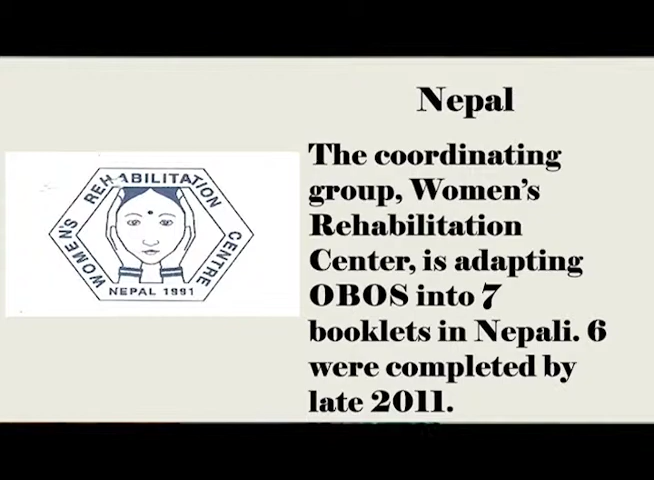 Nepal
The coordinating
group, Women's
Rehabilitation
Center, is adapting
OBOS into 7
booklets in Nepali. 6
were completed by
late 2011.
WOMEN'S REHABILITATION CENTRE
NEPAL 1991